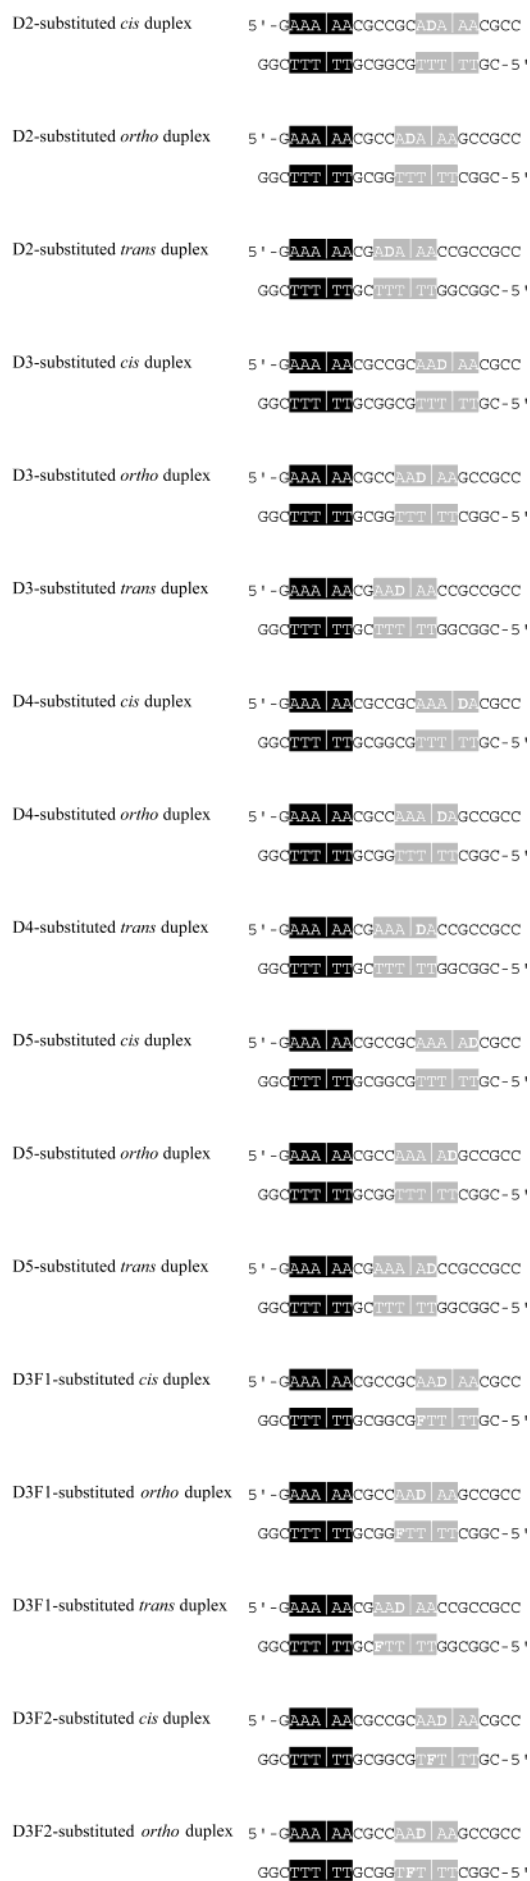 D2-substituted cis duplex 5'-GAAA AACGCCGCADA AACGCC
GGCTTT TTGCGGCGTTT TTGC-5'
D2-substituted ortho duplex 5'-GAAA AACGCCADA AAGCCGCC
GGCTTT TTGCGGTTT TTCGGC-5'
D2-substituted trans duplex 5'-GAAA AACGADA AACCGCCGCC
GGCTTT TTGCTTT TTGGCGGC-5'
D3-substituted cis duplex 5'-GAAA AACGCCGCAAD AACGCC
GGCTTT TTGCGGCGTTT TTGC-5'
D3-substituted ortho duplex 5'-GAAA AACGCCAAD AAGCCGCC
GGCTTT TTGCGGTTT TTCGGC-5'
D3-substituted trans duplex 5'-GAAA AACGAAD AACCGCCGCC
GGCTTT TTGCTTT TTGGCGGC-5'
D4-substituted cis duplex 5'-GAAA AACGCCGCAAA DACGCC
GGCTTT TTGCGGCGTTT TTGC-5'
D4-substituted ortho duplex 5'-GAAA AACGCCAAA DAGCCGCC
GGCTTT TTGCGGTTT TTCGGC-5'
D4-substituted trans duplex 5'-GAAA AACGAAA DACCGCCGCC
GGCTTT TTGCTTT TTGGCGGC-5'
D5-substituted cis duplex 5'-GAAA AACGCCGCAAA ADCGCC
GGCTTT TTGCGGCGTTT TTGC-5'
D5-substituted ortho duplex 5'-GAAA AACGCCAAA ADGCCGCC
GGCTTT TTGCGGTTT TTCGGC-5'
D5-substituted trans duplex 5'-GAAA AACGAAA ADCCGCCGCC
GGCTTT TTGCTTT TTGGCGGC-5'
D3F1-substituted cis duplex 5'-GAAA AACGCCGCAAD AACGCC
GGCTTT TTGCGGCGFTT TTGC-5'
D3F1-substituted ortho duplex 5'-GAAA AACGCCAAD AAGCCGCC
GGCTTT TTGCGGFTT TTCGGC-5'
D3F1-substituted trans duplex 5'-GAAA AACGAAD AACCGCCGCC
GGCTTT TTGCFTT TTGGCGGC-5'
D3F2-substituted cis duplex 5'-GAAA AACGCCGCAAD AACGCC
GGCTTT TTGCGGCGTFT TTGC-5'
D3F2-substituted ortho duplex 5'-GAAA AACGCCAAD AAGCCGCC
GGCTTT TTGCGGTFT TTCGGC-5'